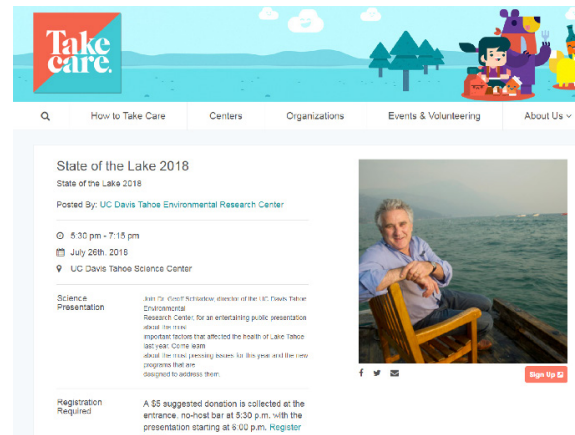 Take
care.
How to Take Care Centers Organizations Events & Volunteering About Us
State of the Lake 2018
State of the Lake 2018
Posted By: UC Davis Tahoe Environmental Research Center
5:30 pm - 7:15 pm
July 26th, 2018
UC Davis Tahoe Science Center
Science
Presentation
Join Dr. Geoff Schladow, director of the UC Davis Tahoe
Environmental
Research Center, for an entertaining public presentation
about the most
important factors that affected the health of Lake Tahoe
last year. Come learn
about the most pressing issues for this year and the new
programs that are
designed to address them.
Sign Up
Registration
Required
A $5 suggested donation is collected at the
entrance, no-host bar at 5:30 p.m. with the
presentation starting at 6:00 p.m. Register